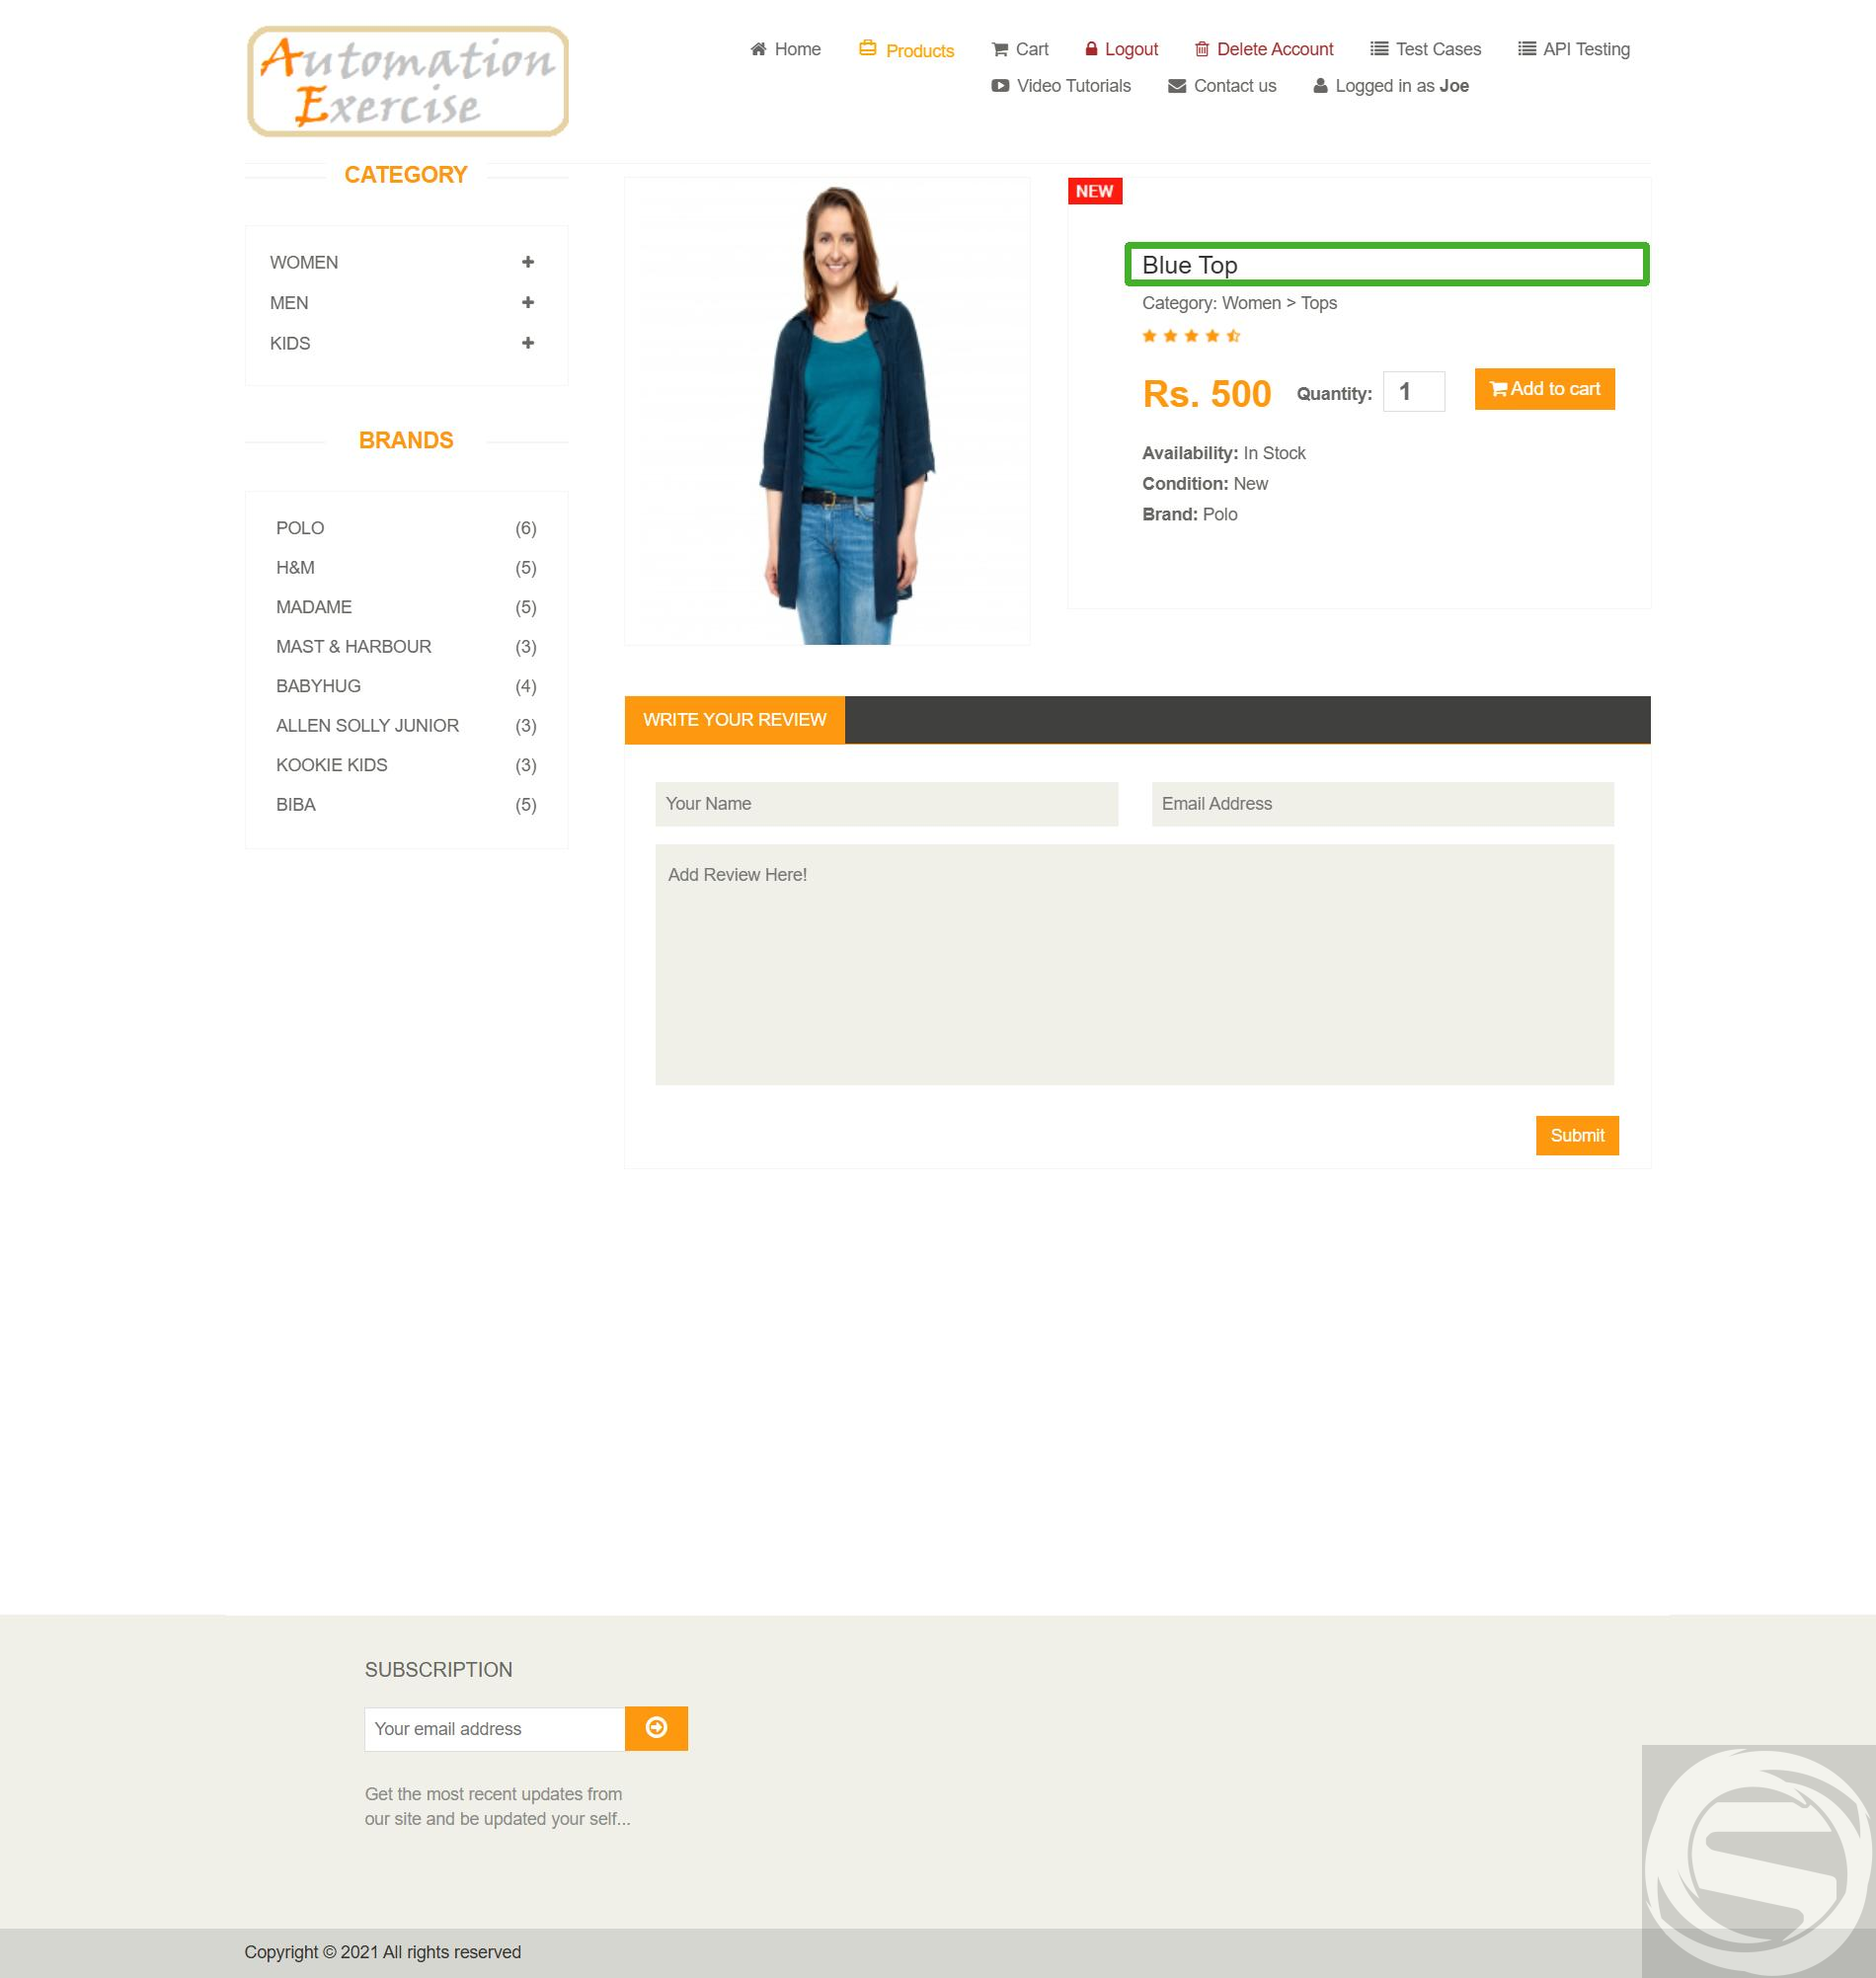 Automation
Exercise
Home
Products
Cart
Logout
Delete Account
Test Cases
API Testing
Video Tutorials
Contact us
Logged in as Joe
CATEGORY
WOMEN
MEN
KIDS
BRANDS
POLO (6)
H&M (5)
MADAME (5)
MAST & HARBOUR (3)
BABYHUG (4)
ALLEN SOLLY JUNIOR (3)
KOOKIE KIDS (3)
BIBA (5)
NEW
Blue Top
Category: Women > Tops
Rs. 500 Quantity: 1 Add to cart
Availability: In Stock
Condition: New
Brand: Polo
WRITE YOUR REVIEW
Your Name
Email Address
Add Review Here!
Submit
SUBSCRIPTION
Your email address
Get the most recent updates from
our site and be updated your self...
Copyright © 2021 All rights reserved